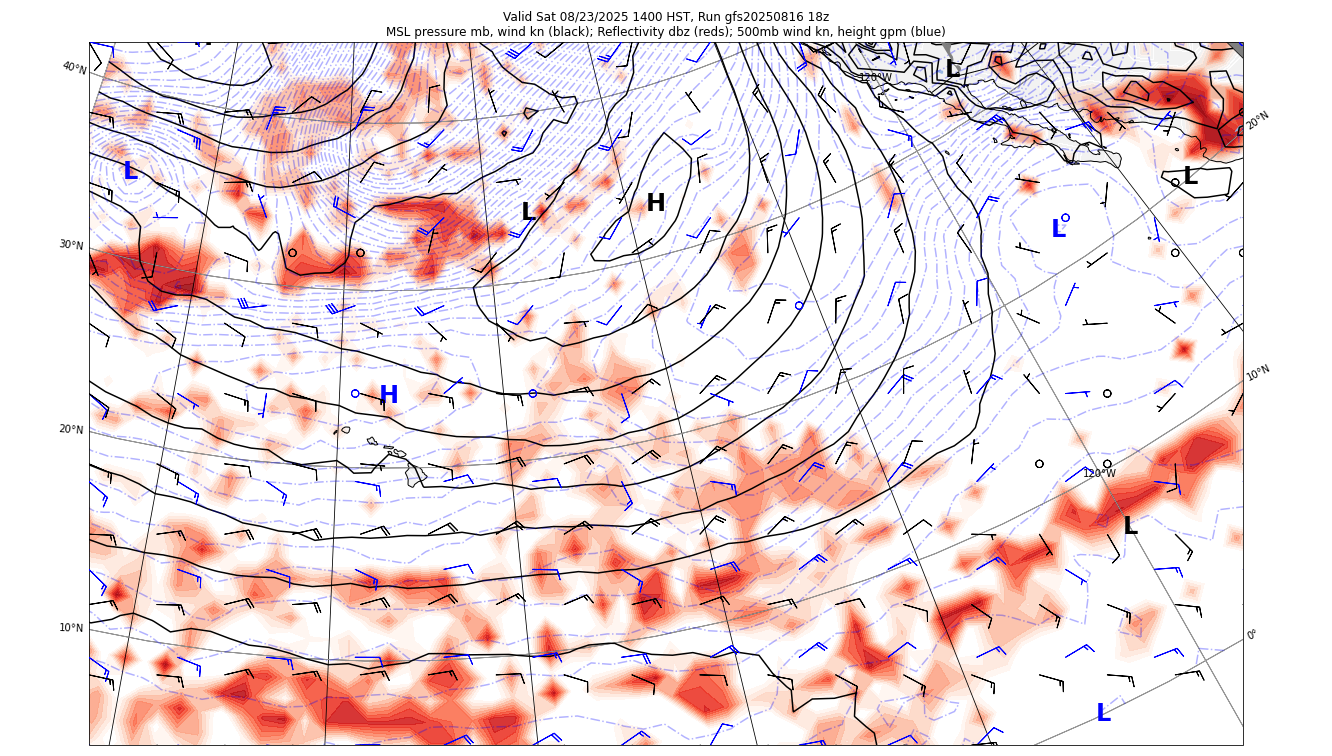 Valid Sat 08/23/2025 1400 HST, Run gfs20250816 18z
MSL pressure mb, wind kn (black); Reflectivity dbz (reds); 500mb wind kn, height gpm (blue)
40°N
120°W
L
20°N
L
L
30°N
L
H
L
10°N
H
20°N
120°W
L
10°N
0°
L